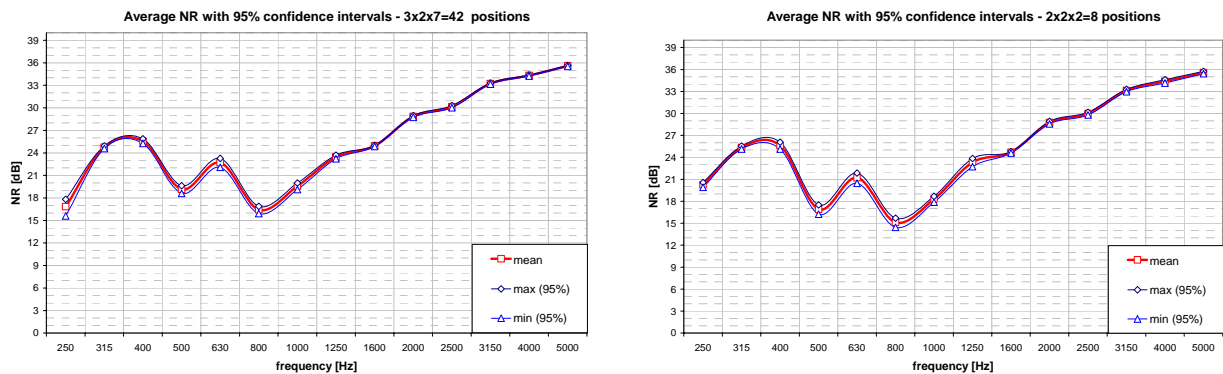 Average NR with 95% confidence intervals - 3x2x7=42 positions
NR [dB]
39
36
33
30
27
24
21
18
15
12
9
6
3
0
mean
max (95%)
min (95%)
250 315 400 500 630 800 1000 1250 1600 2000 2500 3150 4000 5000
frequency [Hz]
Average NR with 95% confidence intervals - 2x2x2=8 positions
NR [dB]
39
36
33
30
27
24
21
18
15
12
9
6
3
0
mean
max (95%)
min (95%)
250 315 400 500 630 800 1000 1250 1600 2000 2500 3150 4000 5000
frequency [Hz]